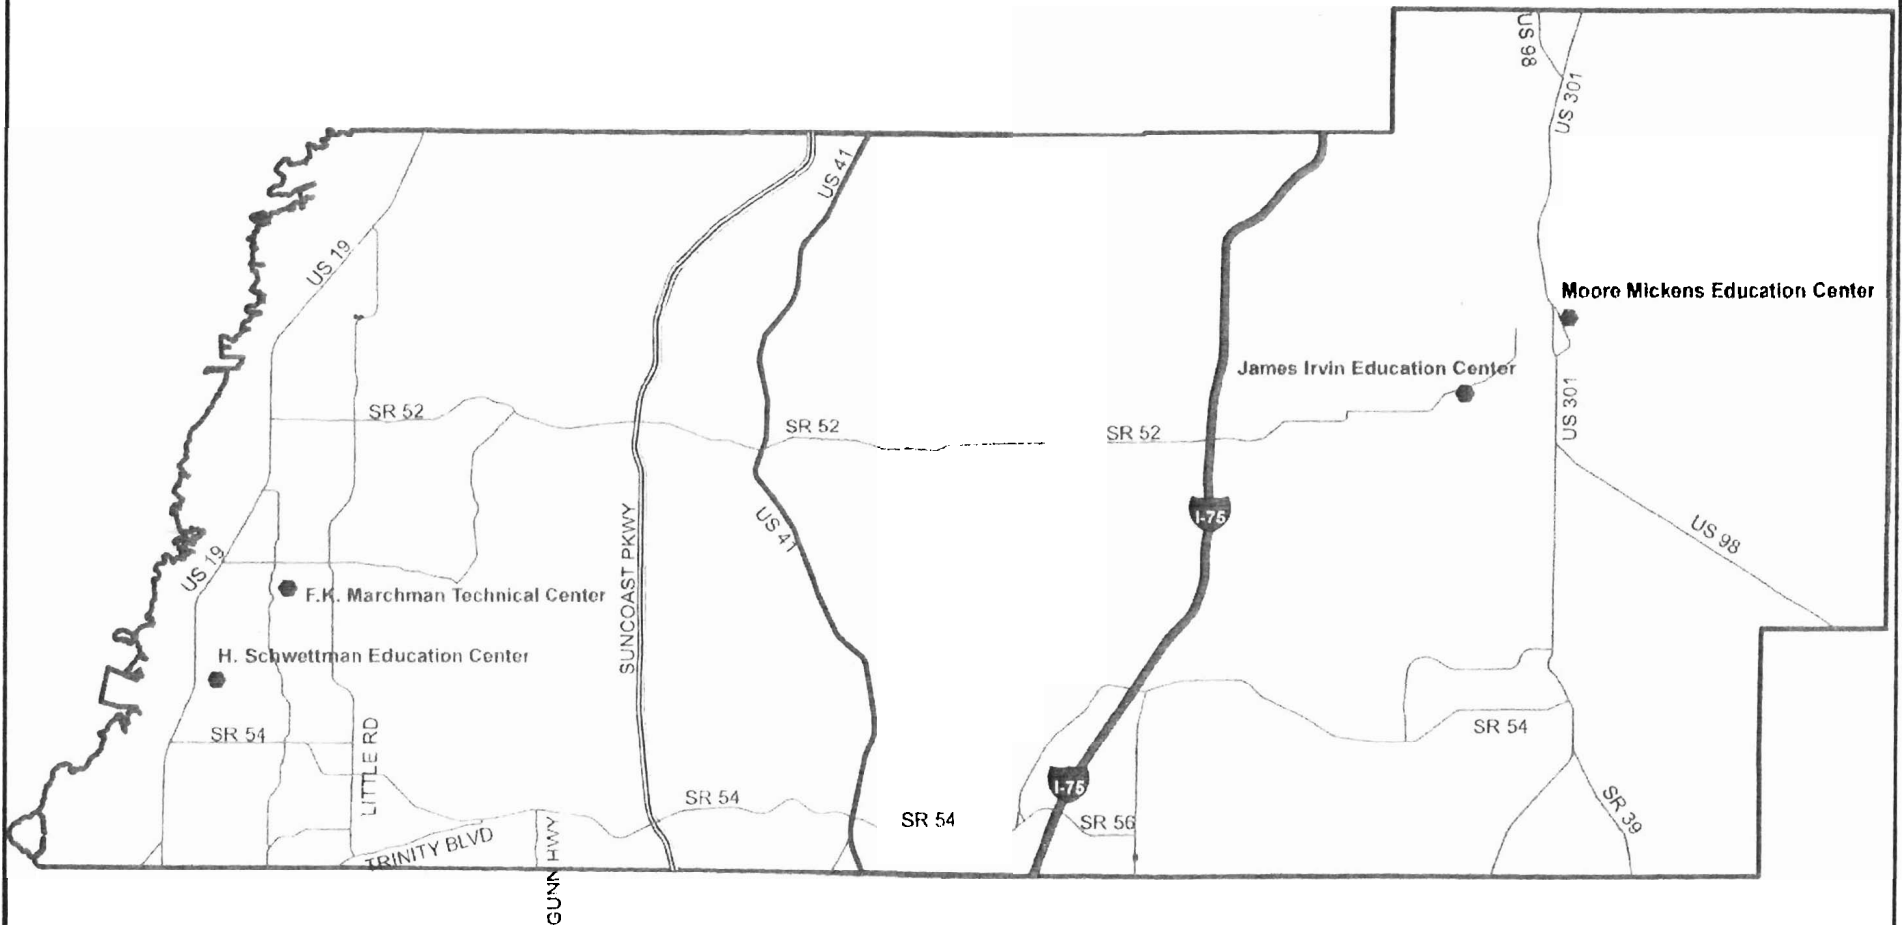 US 98
US 301
US 41
US 19
Moore Mickens Education Center
James Irvin Education Center
SR 52
SR 52
SR 52
US 301
I-75
US 98
SUNCOAST PKWY
US 41
US 19
F.K. Marchman Technical Center
H. Schwettman Education Center
SR 54
LITTLE RD
SR 54
I-75
SR 54
SR 54
SR 56
SR 39
TRINITY BLVD
GUNN HWY